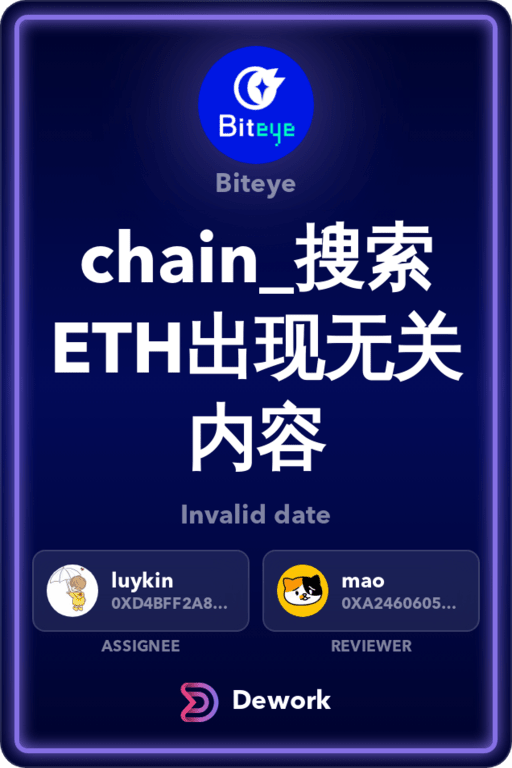 Biteye
Biteye
chain_搜索
ETH出现无关
内容
Invalid date
luykin
0XD4BFF2A8...
mao
0XA2460605...
ASSIGNEE
REVIEWER
Dework